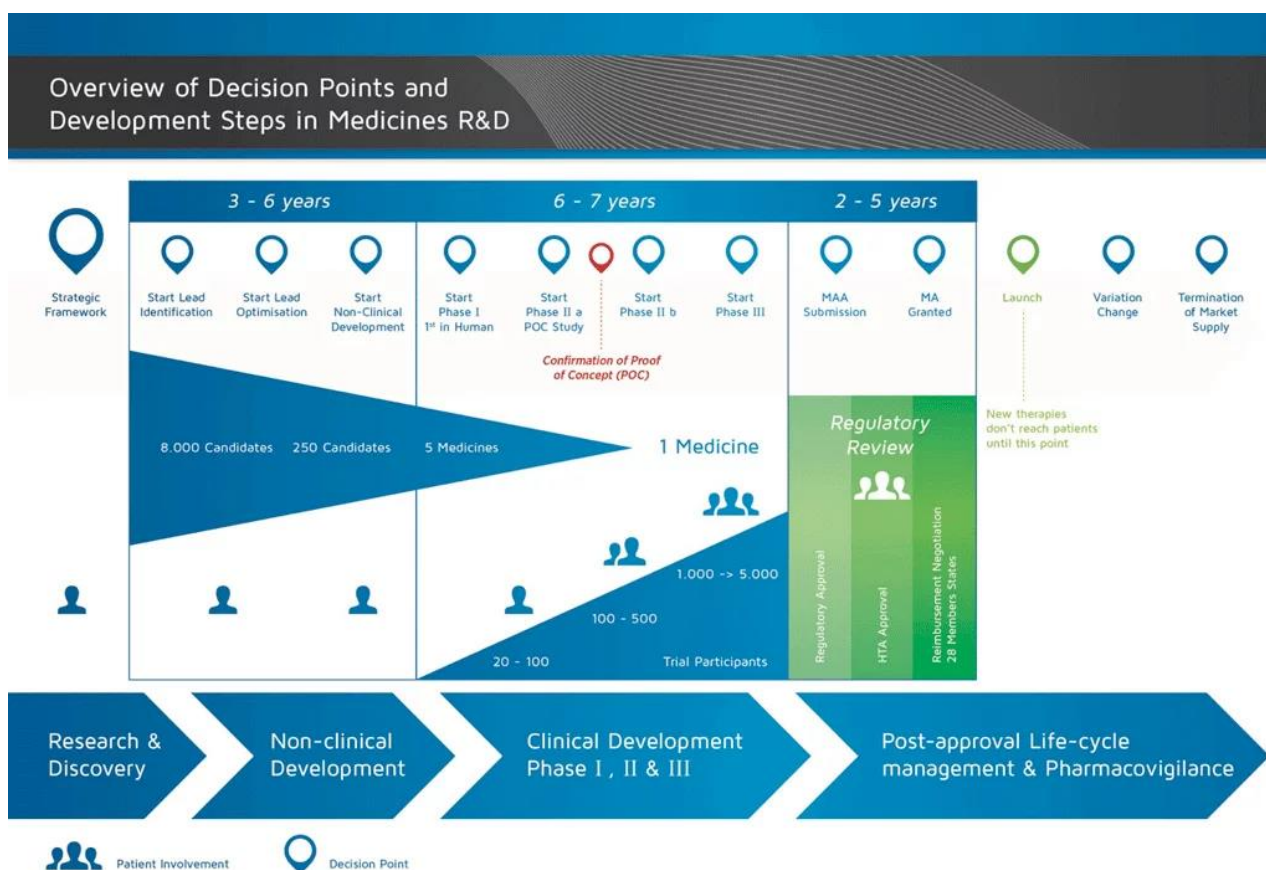 Overview of Decision Points and
Development Steps in Medicines R&D
3 - 6 years
6 - 7 years
2 - 5 years
Strategic
Framework
Start Lead
Identification
Start Lead
Optimisation
Start
Non-Clinical
Development
Start
Phase I
1st in Human
Start
Phase II a
POC Study
Start
Phase II b
Start
Phase III
MAA
Submission
MA
Granted
Launch
Variation
Change
Termination
of Market
Supply
Confirmation of Proof
of Concept (POC)
8.000 Candidates
250 Candidates
5 Medicines
1 Medicine
Regulatory
Review
New therapies
don't reach patients
until this point
20 - 100
100 - 500
1.000 -> 5.000
Trial Participants
Regulatory Approval
HTA Approval
Reimbursement Negotiation
28 Members States
Research &
Discovery
Non-clinical
Development
Clinical Development
Phase I , II & III
Post-approval Life-cycle
management & Pharmacovigilance
Patient Involvement
Decision Point